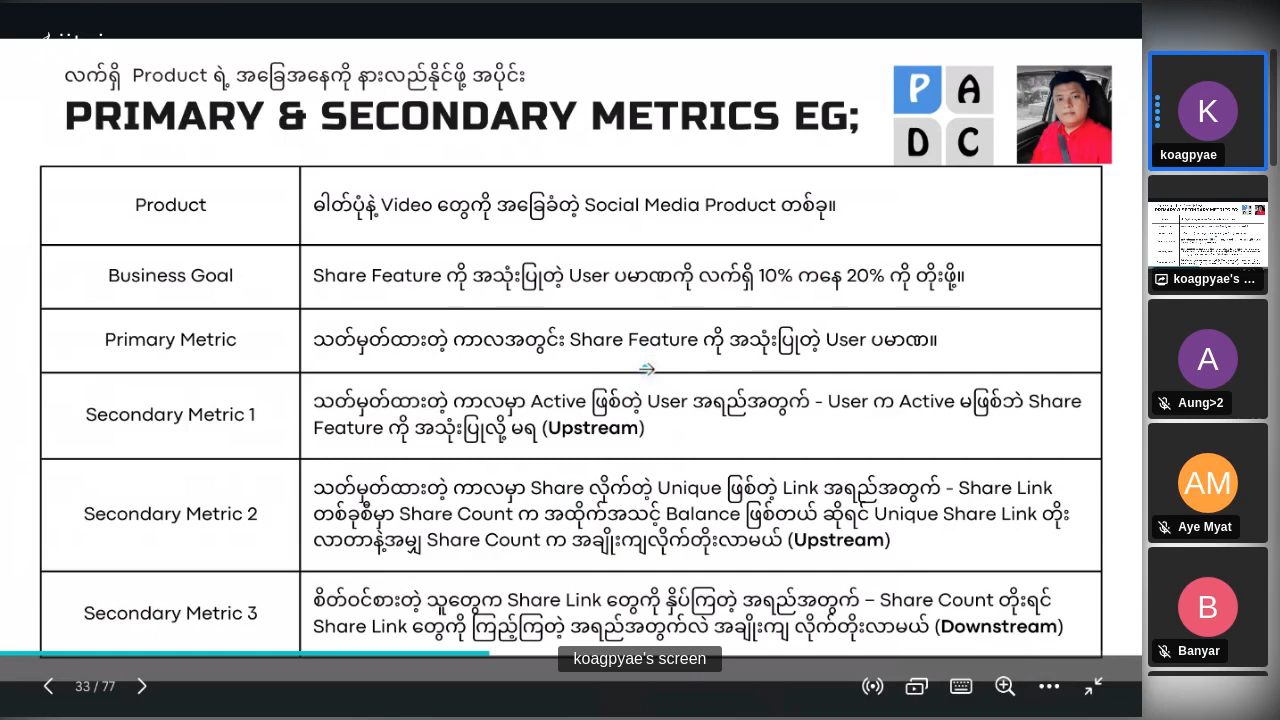 လက်ရှိ Product ရဲ့ အခြေအနေကို နားလည်နိုင်ဖို့ အပိုင်း
PRIMARY & SECONDARY METRICS EG;
P A
D C
Product
ဓါတ်ပုံနဲ့ Video တွေကို အခြေခံတဲ့ Social Media Product တစ်ခု။
Business Goal
Share Feature ကို အသုံးပြုတဲ့ User ပမာဏကို လက်ရှိ 10% ကနေ 20% ကို တိုးဖို့။
Primary Metric
သတ်မှတ်ထားတဲ့ ကာလအတွင်း Share Feature ကို အသုံးပြုတဲ့ User ပမာဏ။
Secondary Metric 1
သတ်မှတ်ထားတဲ့ ကာလမှာ Active ဖြစ်တဲ့ User အရည်အတွက် - User က Active မဖြစ်ဘဲ Share
Feature ကို အသုံးပြုလို့ မရ (Upstream)
Secondary Metric 2
သတ်မှတ်ထားတဲ့ ကာလမှာ Share လိုက်တဲ့ Unique ဖြစ်တဲ့ Link အရည်အတွက် - Share Link
တစ်ခုစီမှာ Share Count က အထိုက်အသင့် Balance ဖြစ်တယ် ဆိုရင် Unique Share Link တိုး
လာတာနဲ့အမျှ Share Count က အချိုးကျလိုက်တိုးလာမယ် (Upstream)
Secondary Metric 3
စိတ်ဝင်စားတဲ့ သူတွေက Share Link တွေကို နှိပ်ကြတဲ့ အရည်အတွက် – Share Count တိုးရင်
Share Link တွေကို ကြည့်ကြတဲ့ အရည်အတွက်လဲ အချိုးကျ လိုက်တိုးလာမယ် (Downstream)
koagpyae's screen
33 / 77
K
koagpyae
koagpyae's ...
A
Aung>2
AM
Aye Myat
B
Banyar